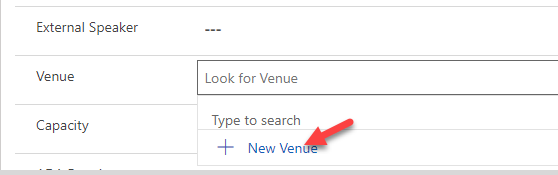 External Speaker
---
Venue
Look for Venue
Type to search
Capacity
+ New Venue